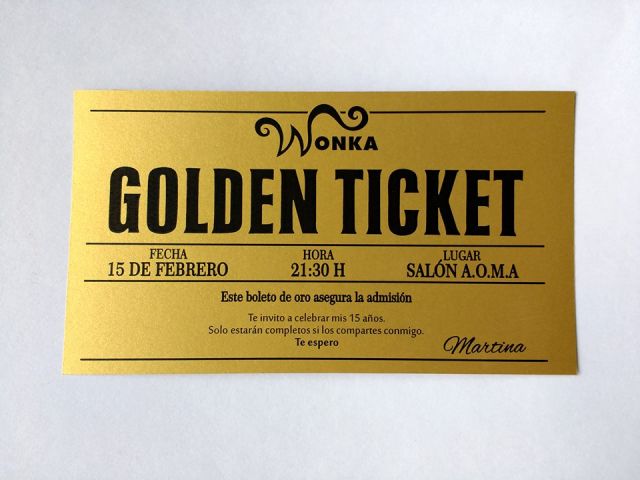 WONKA
GOLDEN TICKET
FECHA HORA LUGAR
15 DE FEBRERO 21:30 H SALÓN A.O.M.A
Este boleto de oro asegura la admisión
Te invito a celebrar mis 15 años.
Solo estarán completos si los compartes conmigo.
Te espero
Martina